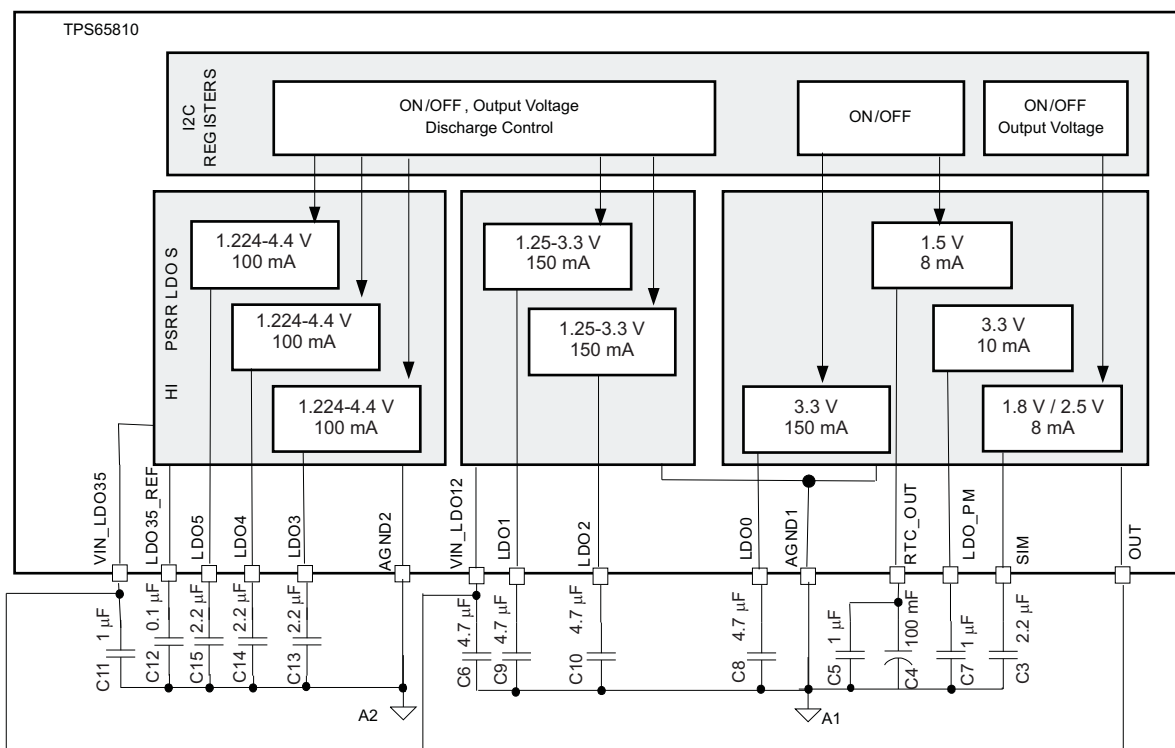 TPS65810
I2C
REGISTERS
ON/OFF , Output Voltage
Discharge Control
ON/OFF
ON/OFF
Output Voltage
HI PSRR LDO S
1.224-4.4 V
100 mA
1.224-4.4 V
100 mA
1.224-4.4 V
100 mA
1.25-3.3 V
150 mA
1.25-3.3 V
150 mA
1.5 V
8 mA
3.3 V
10 mA
3.3 V
150 mA
1.8 V / 2.5 V
8 mA
VIN_LDO35
LDO35_REF
LDO5
LDO4
LDO3
AGND2
VIN_LDO12
LDO1
LDO2
LDO0
AGND1
RTC_OUT
LDO_PM
SIM
OUT
C11 1 μF
C12 0.1 μF
C15 2.2 μF
C14 2.2 μF
C13 2.2 μF
C6 4.7 μF
C9 4.7 μF
C10 4.7 μF
C8 4.7 μF
C5 1 μF
C4 100 mF
C7 1 μF
C3 2.2 μF
A2
A1